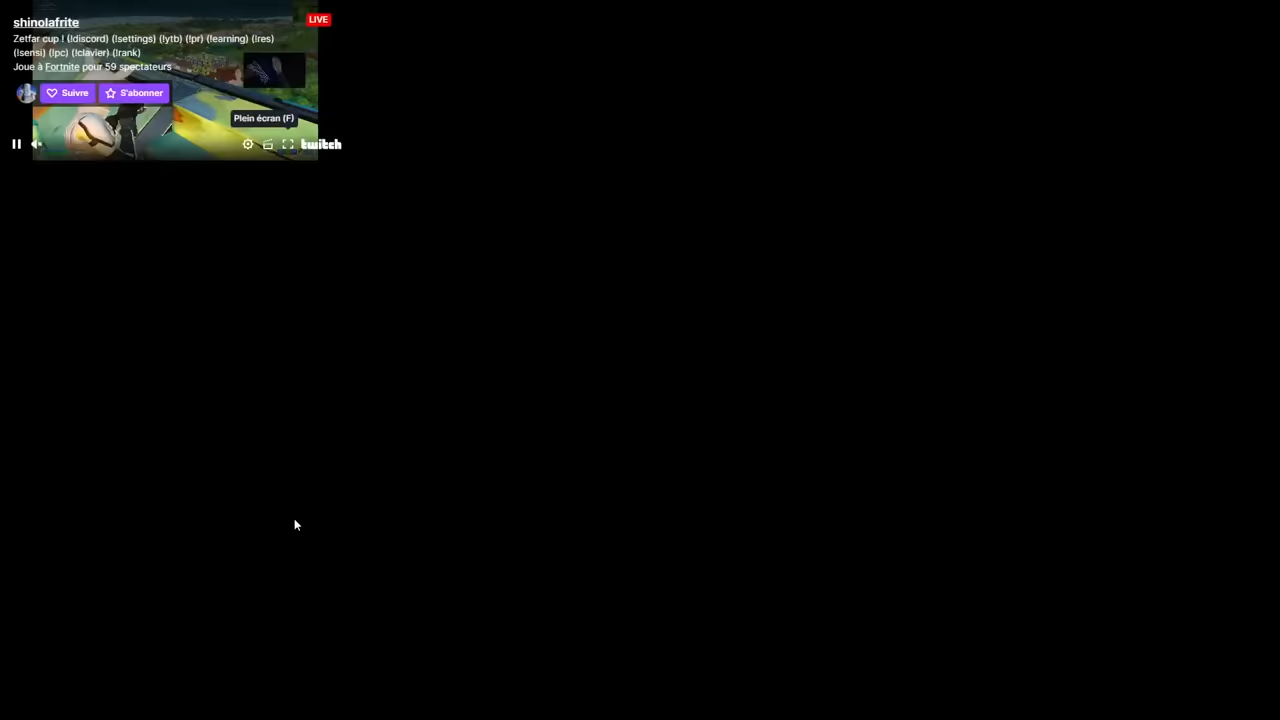 shinolafrite
LIVE
Zetfar cup ! (!discord) (!settings) (!ytb) (!pr) (!earning) (!res)
(!sensi) (!pc) (!clavier) (!rank)
Joue à Fortnite pour 59 spectateurs
Suivre
S'abonner
Plein écran (F)
twitch